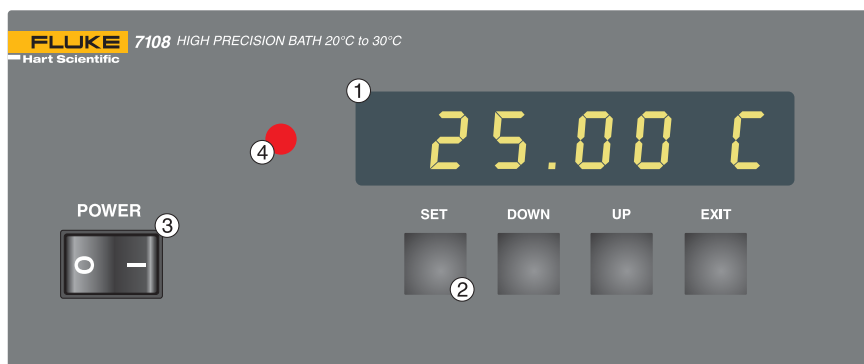 FLUKE 7108 HIGH PRECISION BATH 20°C to 30°C
Hart Scientific
1
25.00 C
4
POWER
3
SET DOWN UP EXIT
O I
2